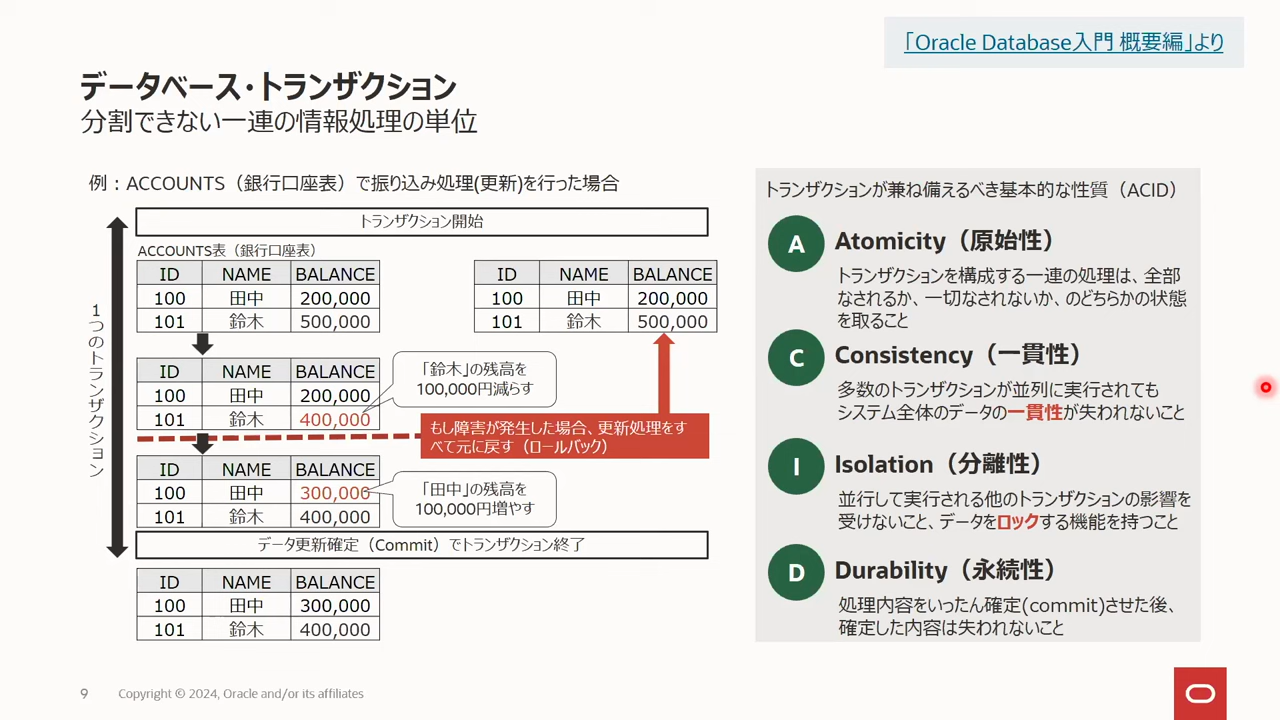 「Oracle Database入門 概要編」より
データベース・トランザクション
分割できない一連の情報処理の単位
例：ACCOUNTS（銀行口座表）で振り込み処理(更新)を行った場合
1つのトランザクション
トランザクション開始
ACCOUNTS表（銀行口座表）
ID NAME BALANCE
100 田中 200,000
101 鈴木 500,000
ID NAME BALANCE
100 田中 200,000
101 鈴木 500,000
ID NAME BALANCE
100 田中 200,000
101 鈴木 400,000
「鈴木」の残高を
100,000円減らす
もし障害が発生した場合、更新処理をす
べて元に戻す（ロールバック）
ID NAME BALANCE
100 田中 300,000
101 鈴木 400,000
「田中」の残高を
100,000円増やす
データ更新確定（Commit）でトランザクション終了
ID NAME BALANCE
100 田中 300,000
101 鈴木 400,000
トランザクションが兼ね備えるべき基本的な性質（ACID）
A Atomicity（原始性）
トランザクションを構成する一連の処理は、全部
なされるか、一切なされないか、のどちらかの状態
を取ること
C Consistency（一貫性）
多数のトランザクションが並列に実行されても
システム全体のデータの一貫性が失われないこと
I Isolation（分離性）
並行して実行される他のトランザクションの影響を
受けないこと、データをロックする機能を持つこと
D Durability（永続性）
処理内容をいったん確定(commit)させた後、
確定した内容は失われないこと
9 Copyright © 2024, Oracle and/or its affiliates